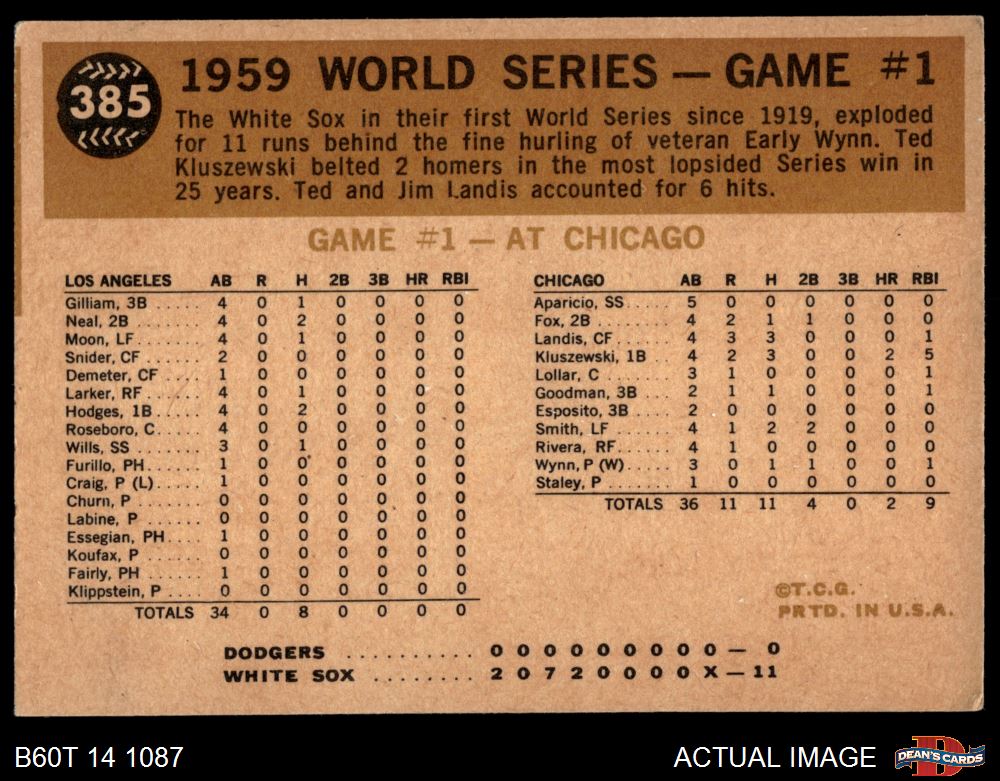 385
1959 WORLD SERIES — GAME #1
The White Sox in their first World Series since 1919, exploded
for 11 runs behind the fine hurling of veteran Early Wynn. Ted
Kluszewski belted 2 homers in the most lopsided Series win in
25 years. Ted and Jim Landis accounted for 6 hits.
GAME #1 — AT CHICAGO
LOS ANGELES AB R H 2B 3B HR RBI
Gilliam, 3B ..... 4 0 1 0 0 0 0
Neal, 2B ........ 4 0 2 0 0 0 0
Moon, LF ........ 4 0 1 0 0 0 0
Snider, CF ...... 2 0 0 0 0 0 0
Demeter, CF .... 1 0 0 0 0 0 0
Larker, RF ...... 4 0 1 0 0 0 0
Hodges, 1B ..... 4 0 2 0 0 0 0
Roseboro, C ..... 4 0 0 0 0 0 0
Wills, SS ....... 3 0 1 0 0 0 0
Furillo, PH ...... 1 0 0 0 0 0 0
Craig, P (L) ..... 1 0 0 0 0 0 0
Churn, P ........ 0 0 0 0 0 0 0
Labine, P ....... 0 0 0 0 0 0 0
Essegian, PH .... 1 0 0 0 0 0 0
Koufax, P ...... 0 0 0 0 0 0 0
Fairly, PH ...... 1 0 0 0 0 0 0
Klippstein, P .... 0 0 0 0 0 0 0
TOTALS 34 0 8 0 0 0 0
CHICAGO AB R H 2B 3B HR RBI
Aparicio, SS ..... 5 0 0 0 0 0 0
Fox, 2B ......... 4 2 1 1 0 0 0
Landis, CF ...... 4 3 3 0 0 0 1
Kluszewski, 1B .. 4 2 3 0 0 2 5
Lollar, C ....... 3 1 0 0 0 0 1
Goodman, 3B ... 2 1 1 0 0 0 1
Esposito, 3B .... 2 0 0 0 0 0 0
Smith, LF ....... 4 1 2 2 0 0 0
Rivera, RF ...... 4 1 0 0 0 0 0
Wynn, P (W) .... 3 0 1 1 0 0 1
Staley, P ....... 1 0 0 0 0 0 0
TOTALS 36 11 11 4 0 2 9
©T.C.G.
PRTD. IN U.S.A.
DODGERS .......... 0 0 0 0 0 0 0 0 0 — 0
WHITE SOX ........ 2 0 7 2 0 0 0 0 X — 11
B60T 14 1087
ACTUAL IMAGE
D
DEAN'S CARDS